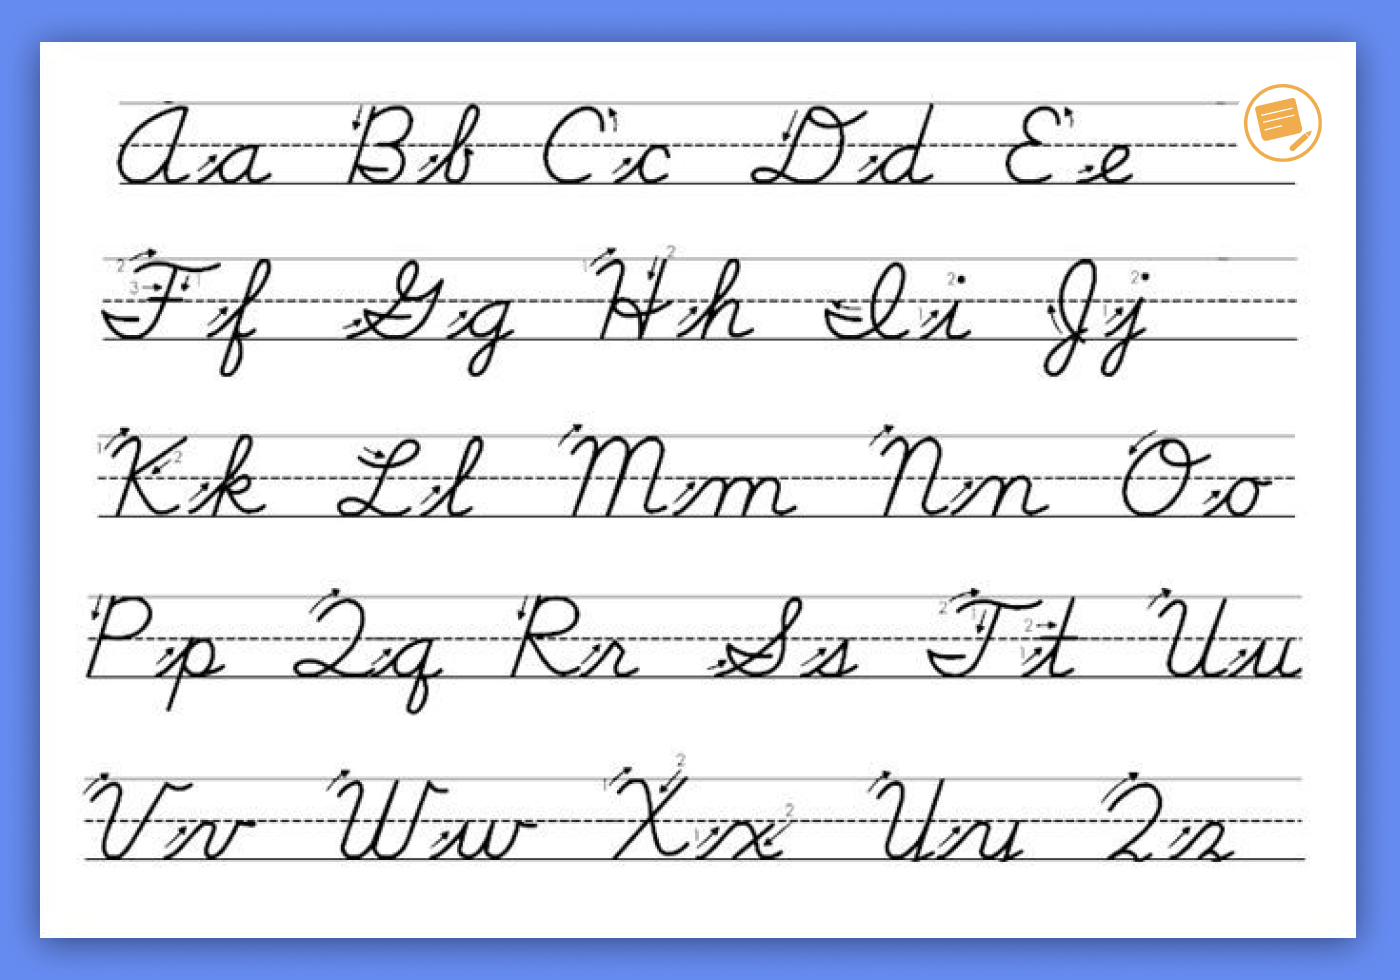 Aa Bb Cc Dd Ee
Ff Gg Hh Ii Jj
Kk Ll Mm Nn Oo
Pp Qq Rr Ss Tt Uu
Vv Ww Xx Yy Zz